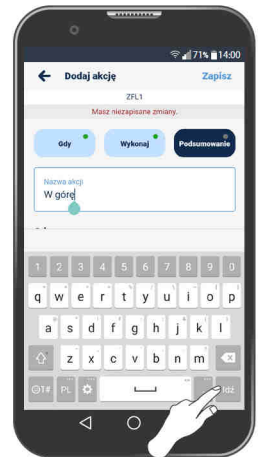 71% 14:00
Dodaj akcję Zapisz
ZFL1
Masz niezapisane zmiany.
Gdy Wykonaj Podsumowanie
Nazwa akcji
W górę
1 2 3 4 5 6 7 8 9 0
q w e r t y u i o p
a s d f g h j k l
z x c v b n m
PL Idź